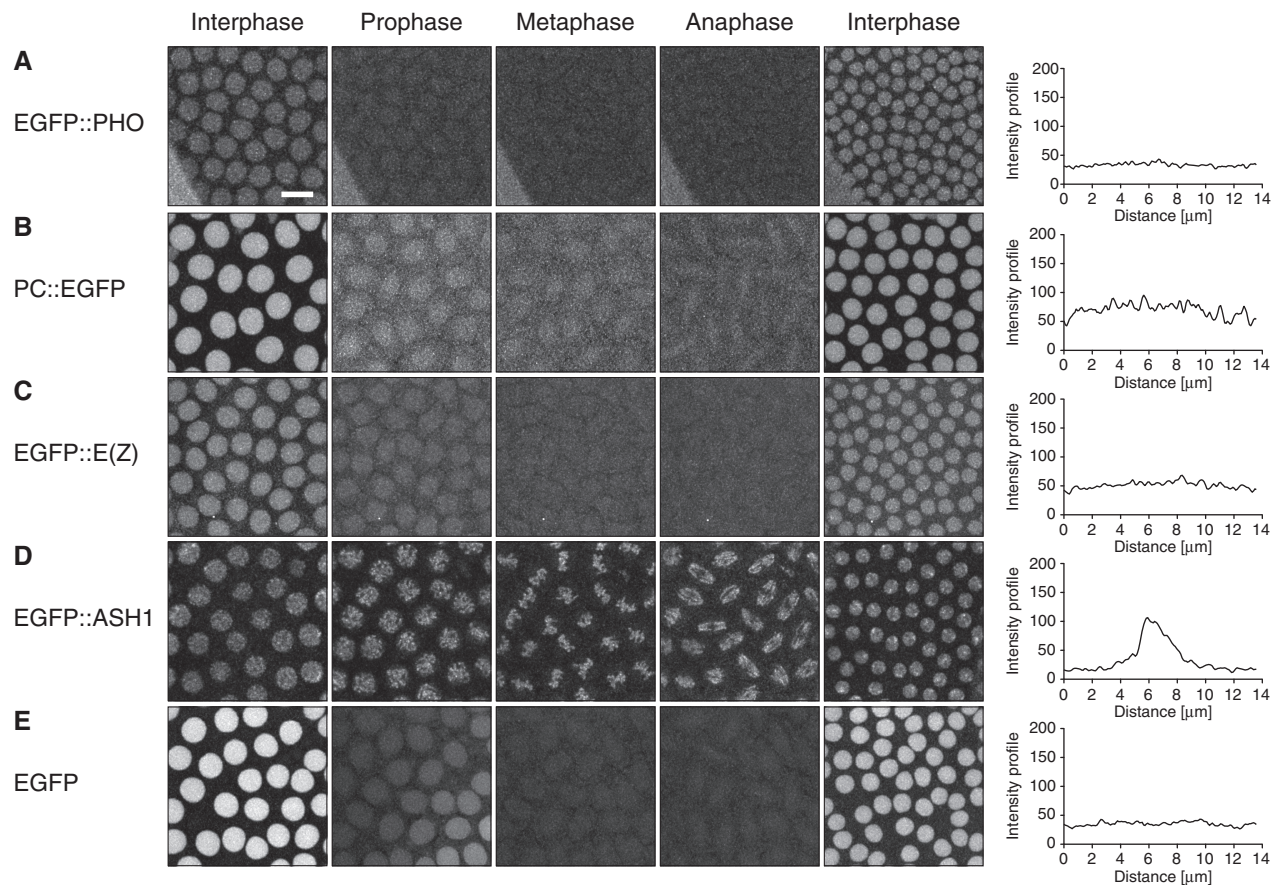 Interphase Prophase Metaphase Anaphase Interphase
A
EGFP::PHO
Intensity profile
200
150
100
50
0
0 2 4 6 8 10 12 14
Distance [μm]
B
PC::EGFP
Intensity profile
200
150
100
50
0
0 2 4 6 8 10 12 14
Distance [μm]
C
EGFP::E(Z)
Intensity profile
200
150
100
50
0
0 2 4 6 8 10 12 14
Distance [μm]
D
EGFP::ASH1
Intensity profile
200
150
100
50
0
0 2 4 6 8 10 12 14
Distance [μm]
E
EGFP
Intensity profile
200
150
100
50
0
0 2 4 6 8 10 12 14
Distance [μm]